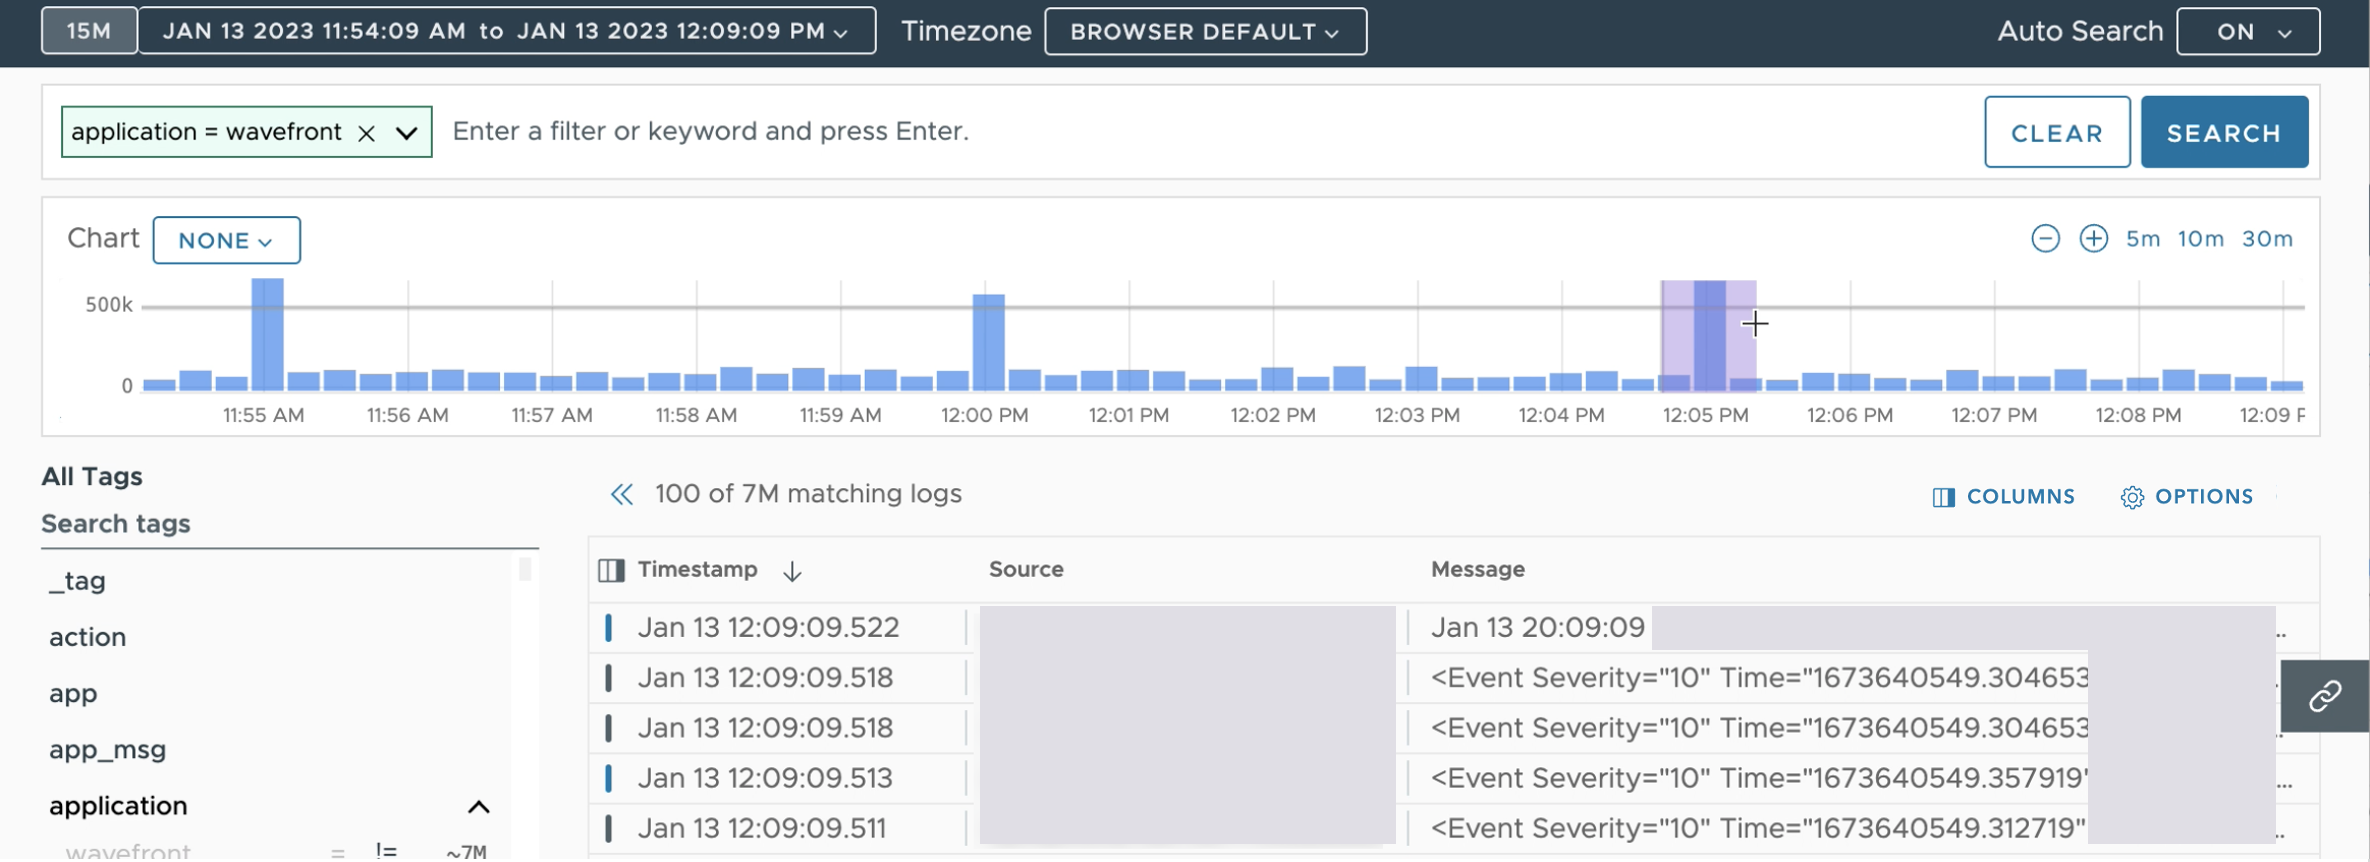 15M JAN 13 2023 11:54:09 AM to JAN 13 2023 12:09:09 PM Timezone BROWSER DEFAULT Auto Search ON
application = wavefront Enter a filter or keyword and press Enter. CLEAR SEARCH
Chart NONE 5m 10m 30m
500k
0
11:55 AM 11:56 AM 11:57 AM 11:58 AM 11:59 AM 12:00 PM 12:01 PM 12:02 PM 12:03 PM 12:04 PM 12:05 PM 12:06 PM 12:07 PM 12:08 PM 12:09 P
All Tags
Search tags
_tag
action
app
app_msg
application
wavefront = != ~7M
100 of 7M matching logs COLUMNS OPTIONS
Timestamp Source Message
Jan 13 12:09:09.522 Jan 13 20:09:09 ..
Jan 13 12:09:09.518 <Event Severity="10" Time="1673640549.304653
Jan 13 12:09:09.518 <Event Severity="10" Time="1673640549.304653
Jan 13 12:09:09.513 <Event Severity="10" Time="1673640549.357919" ...
Jan 13 12:09:09.511 <Event Severity="10" Time="1673640549.312719" ..